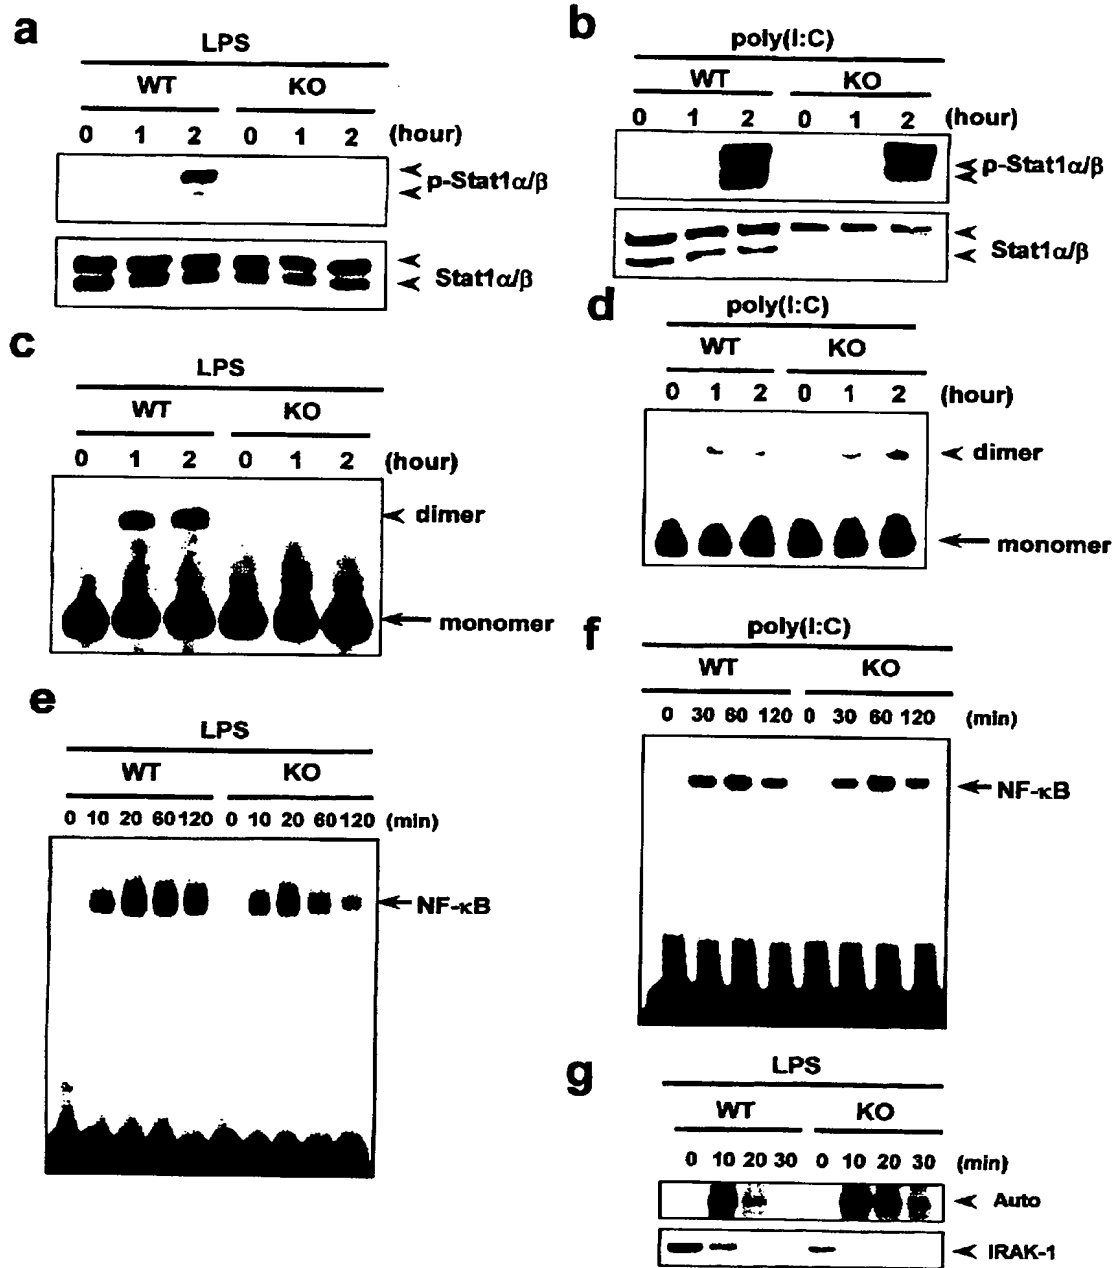 a
LPS
WT KO
0 1 2 0 1 2 (hour)
p-Stat1α/β
Stat1α/β
b
poly(I:C)
WT KO
0 1 2 0 1 2 (hour)
p-Stat1α/β
Stat1α/β
c
LPS
WT KO
0 1 2 0 1 2 (hour)
dimer
monomer
d
poly(I:C)
WT KO
0 1 2 0 1 2 (hour)
dimer
monomer
e
LPS
WT KO
0 10 20 60 120 0 10 20 60 120 (min)
NF-κB
f
poly(I:C)
WT KO
0 30 60 120 0 30 60 120 (min)
NF-κB
g
LPS
WT KO
0 10 20 30 0 10 20 30 (min)
Auto
IRAK-1